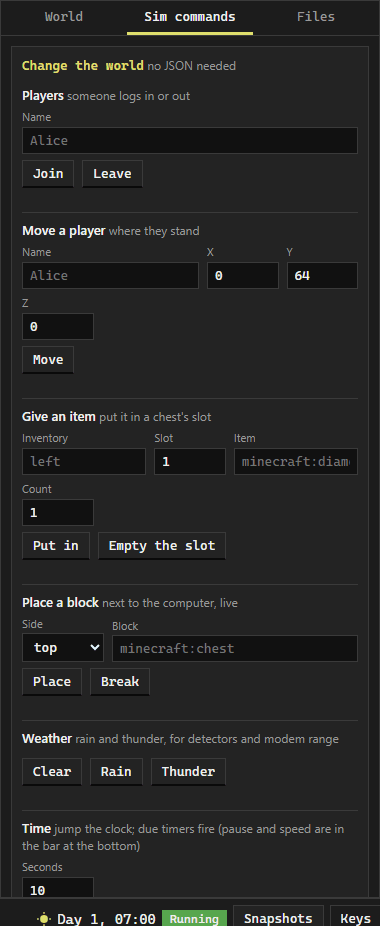 World Sim commands Files
Change the world no JSON needed
Players someone logs in or out
Name
Alice
Join Leave
Move a player where they stand
Name X Y
Alice 0 64
Z
0
Move
Give an item put it in a chest's slot
Inventory Slot Item
left 1 minecraft:diam
Count
1
Put in Empty the slot
Place a block next to the computer, live
Side Block
top minecraft:chest
Place Break
Weather rain and thunder, for detectors and modem range
Clear Rain Thunder
Time jump the clock; due timers fire (pause and speed are in
the bar at the bottom)
Seconds
10
Day 1, 07:00 Running Snapshots Keys